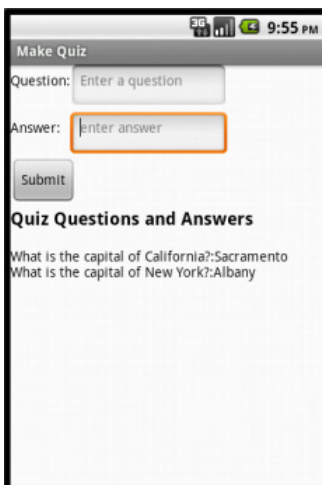 3G 9:55 PM
Make Quiz
Question: Enter a question
Answer: enter answer
Submit
Quiz Questions and Answers
What is the capital of California?:Sacramento
What is the capital of New York?:Albany